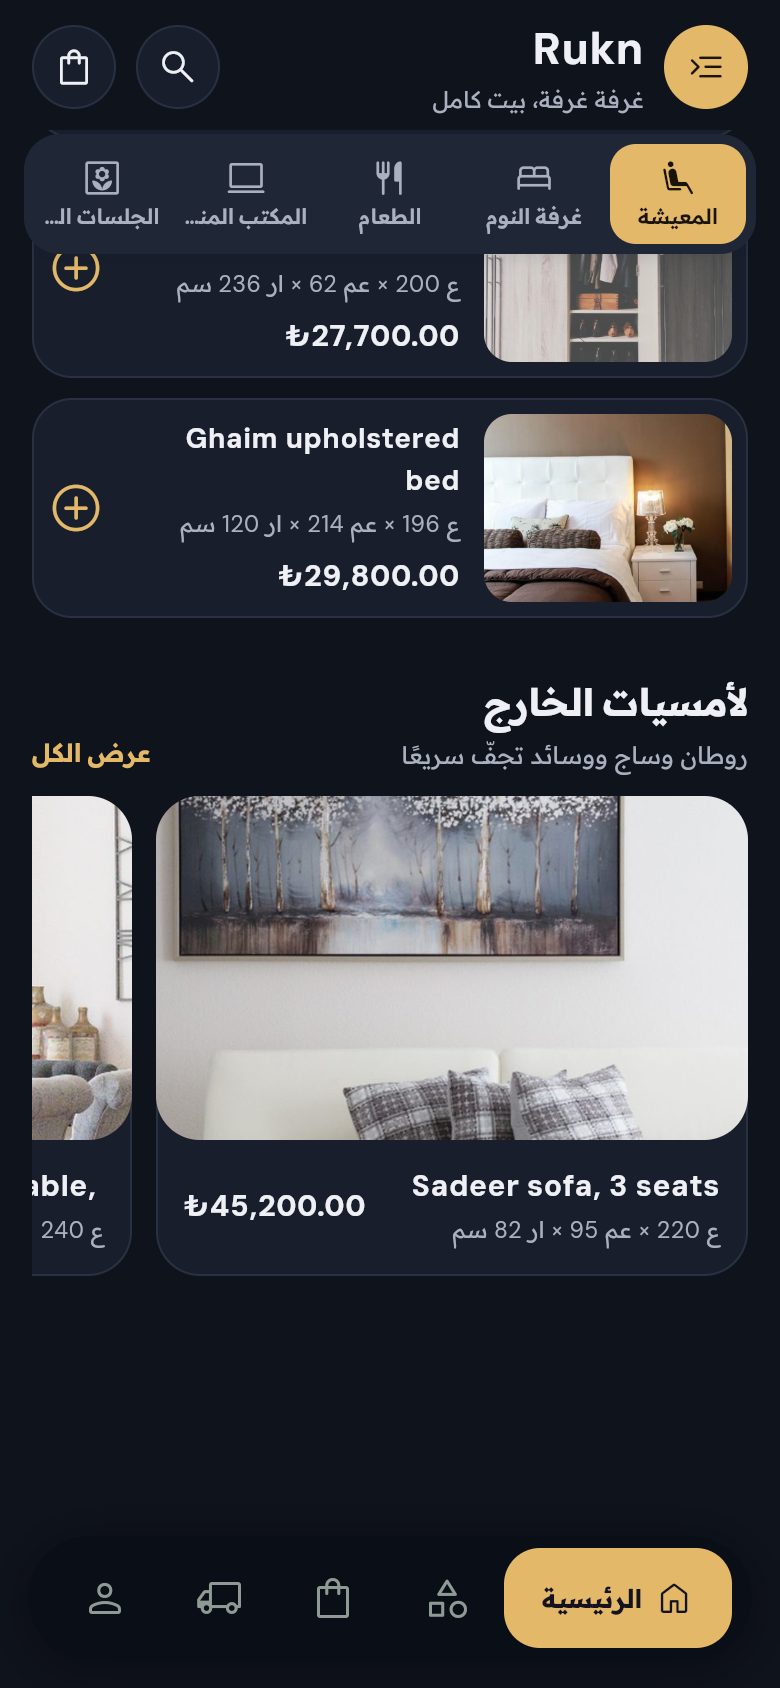 Rukn
غرفة غرفة، بيت كامل
المعيشة
غرفة النوم
الطعام
المكتب المنـ...
الجلسات الـ...
ع 200 × عم 62 × ار 236 سم
₺27,700.00
Ghaim upholstered
bed
ع 196 × عم 214 × ار 120 سم
₺29,800.00
لأمسيات الخارج
روطان وساج ووسائد تجفّ سريعًا
عرض الكل
Sadeer sofa, 3 seats
ع 220 × عم 95 × ار 82 سم
₺45,200.00
able,
ع 240
الرئيسية